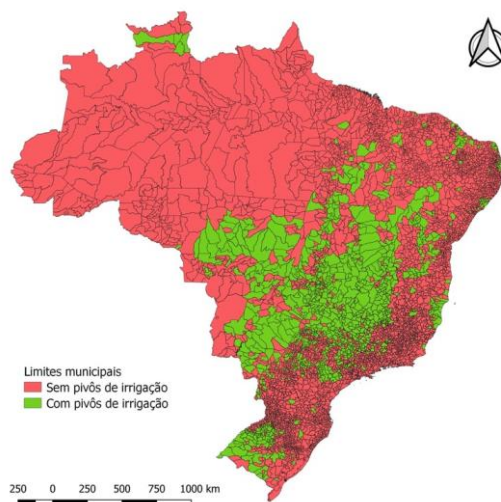 Limites municipais
Sem pivôs de irrigação
Com pivôs de irrigação
250 0 250 500 750 1000 km